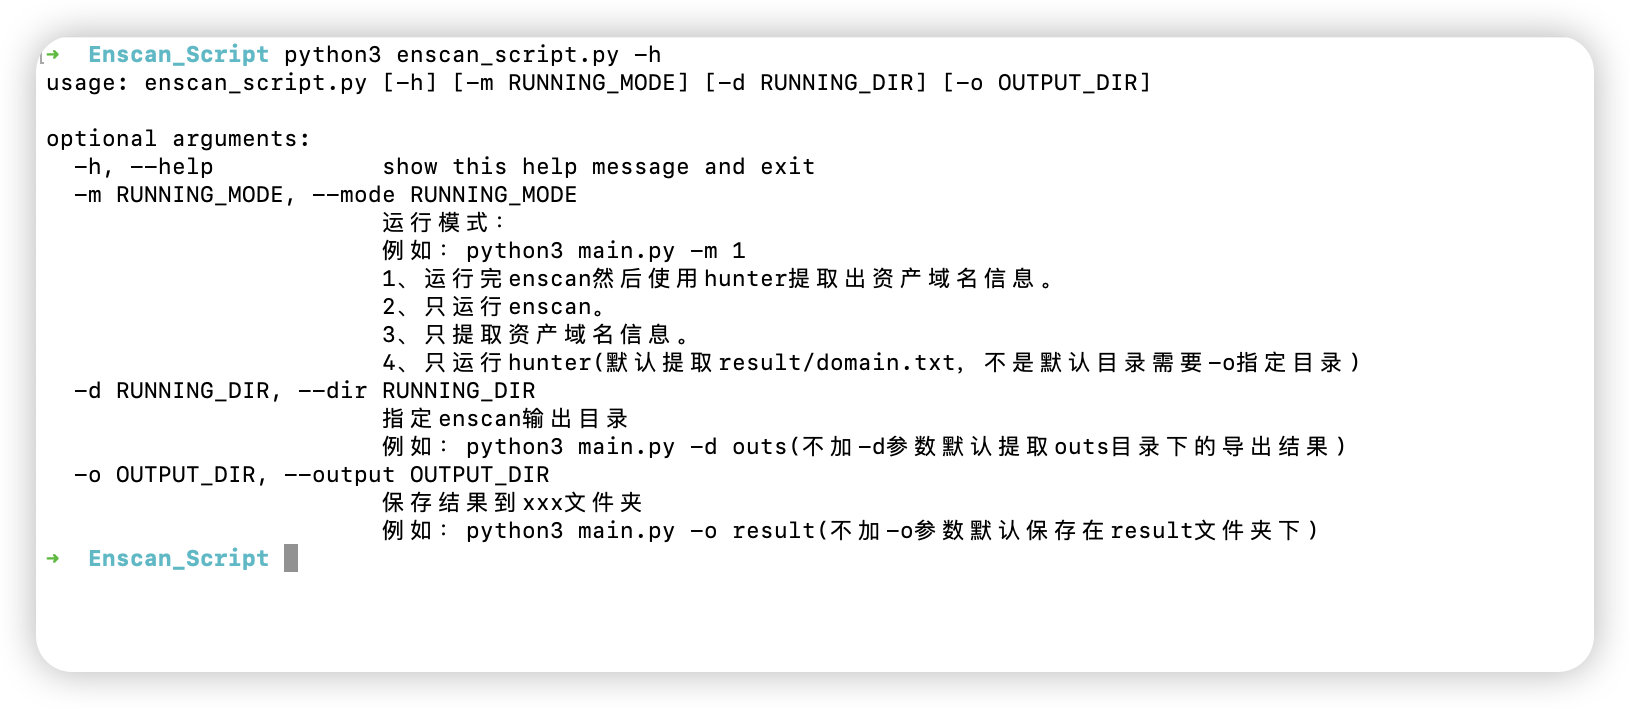 ➜  Enscan_Script python3 enscan_script.py -h
usage: enscan_script.py [-h] [-m RUNNING_MODE] [-d RUNNING_DIR] [-o OUTPUT_DIR]
optional arguments:
-h, --help            show this help message and exit
-m RUNNING_MODE, --mode RUNNING_MODE
运行模式：
例如： python3 main.py -m 1
1、运行完enscan然后使用hunter提取出资产域名信息。
2、只运行enscan。
3、只提取资产域名信息。
4、只运行hunter(默认提取result/domain.txt, 不是默认目录需要-o指定目录)
-d RUNNING_DIR, --dir RUNNING_DIR
指定enscan输出目录
例如： python3 main.py -d outs(不加-d参数默认提取outs目录下的导出结果)
-o OUTPUT_DIR, --output OUTPUT_DIR
保存结果到xxx文件夹
例如： python3 main.py -o result(不加-o参数默认保存在result文件夹下)
➜  Enscan_Script